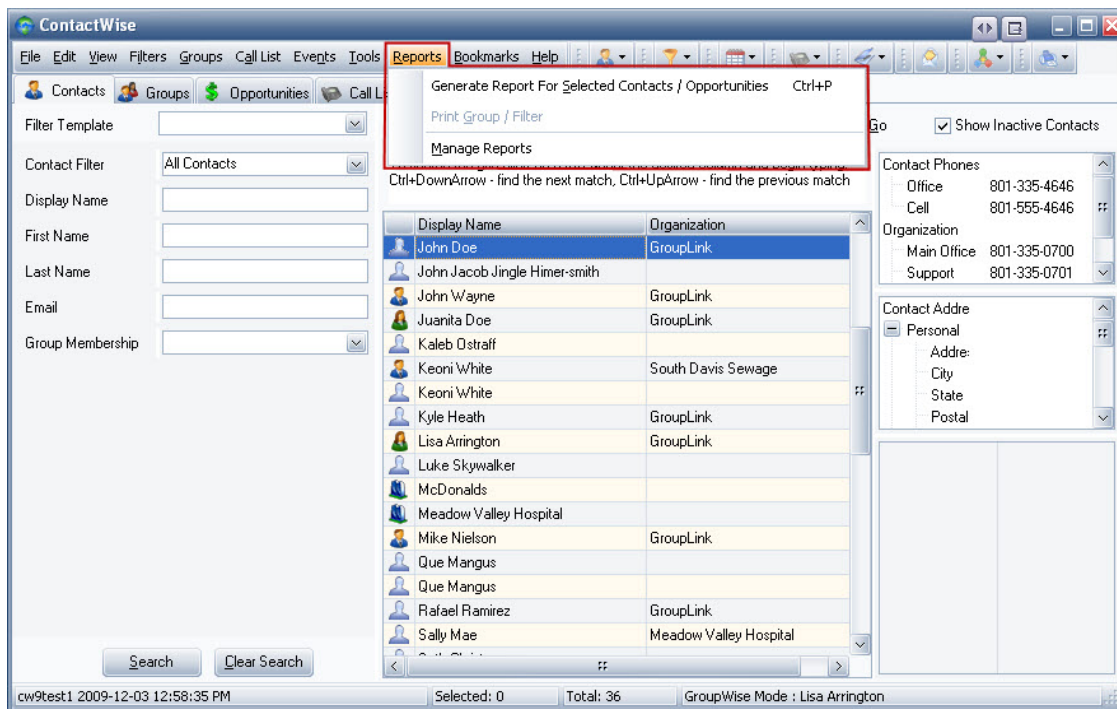 ContactWise
File Edit View Filters Groups Call List Events Tools Reports Bookmarks Help
Contacts Groups Opportunities Call L
Generate Report For Selected Contacts / Opportunities Ctrl+P
Print Group / Filter
Manage Reports
Filter Template
Go Show Inactive Contacts
Contact Filter All Contacts
Display Name
First Name
Last Name
Email
Group Membership
Search Clear Search
Ctrl+DownArrow - find the next match, Ctrl+UpArrow - find the previous match
Display Name Organization
John Doe GroupLink
John Jacob Jingle Himer-smith
John Wayne GroupLink
Juanita Doe GroupLink
Kaleb Ostraff
Keoni White South Davis Sewage
Keoni White
Kyle Heath GroupLink
Lisa Arrington GroupLink
Luke Skywalker
McDonalds
Meadow Valley Hospital
Mike Nielson GroupLink
Que Mangus
Que Mangus
Rafael Ramirez GroupLink
Sally Mae Meadow Valley Hospital
Contact Phones
Office 801-335-4646
Cell 801-555-4646
Organization
Main Office 801-335-0700
Support 801-335-0701
Contact Addre
Personal
Addre:
City
State
Postal
cw9test1 2009-12-03 12:58:35 PM Selected: 0 Total: 36 GroupWise Mode : Lisa Arrington